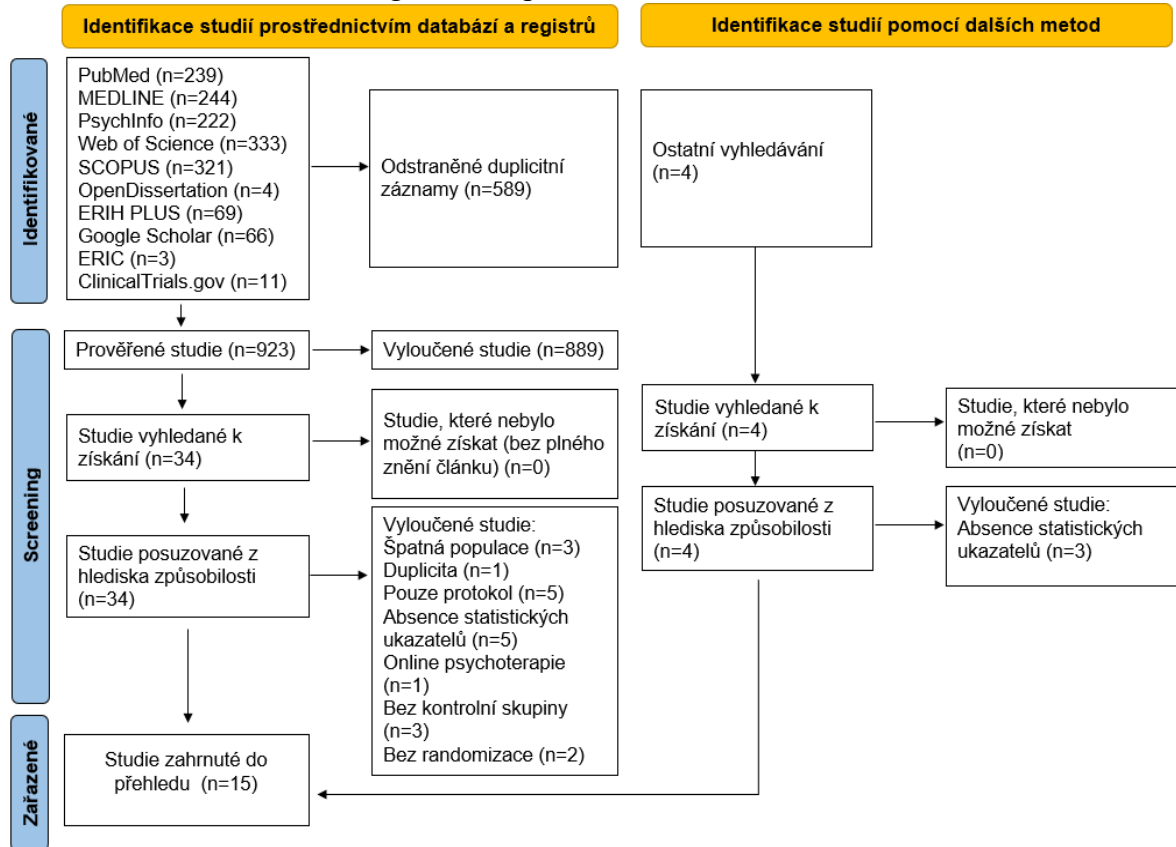 Identifikace studií prostřednictvím databází a registrů
Identifikace studií pomocí dalších metod
Identifikované
PubMed (n=239)
MEDLINE (n=244)
PsychInfo (n=222)
Web of Science (n=333)
SCOPUS (n=321)
OpenDissertation (n=4)
ERIH PLUS (n=69)
Google Scholar (n=66)
ERIC (n=3)
ClinicalTrials.gov (n=11)
Odstraněné duplicitní
záznamy (n=589)
Ostatní vyhledávání
(n=4)
Screening
Prověřené studie (n=923)
Vyloučené studie (n=889)
Studie vyhledané k
získání (n=34)
Studie, které nebylo
možné získat (bez plného
znění článku) (n=0)
Studie vyhledané k
získání (n=4)
Studie, které nebylo
možné získat
(n=0)
Studie posuzované z
hlediska způsobilosti
(n=34)
Vyloučené studie:
Špatná populace (n=3)
Duplicita (n=1)
Pouze protokol (n=5)
Absence statistických
ukazatelů (n=5)
Online psychoterapie
(n=1)
Bez kontrolní skupiny
(n=3)
Bez randomizace (n=2)
Studie posuzované z
hlediska způsobilosti
(n=4)
Vyloučené studie:
Absence statistických
ukazatelů (n=3)
Zařazené
Studie zahrnuté do
přehledu (n=15)